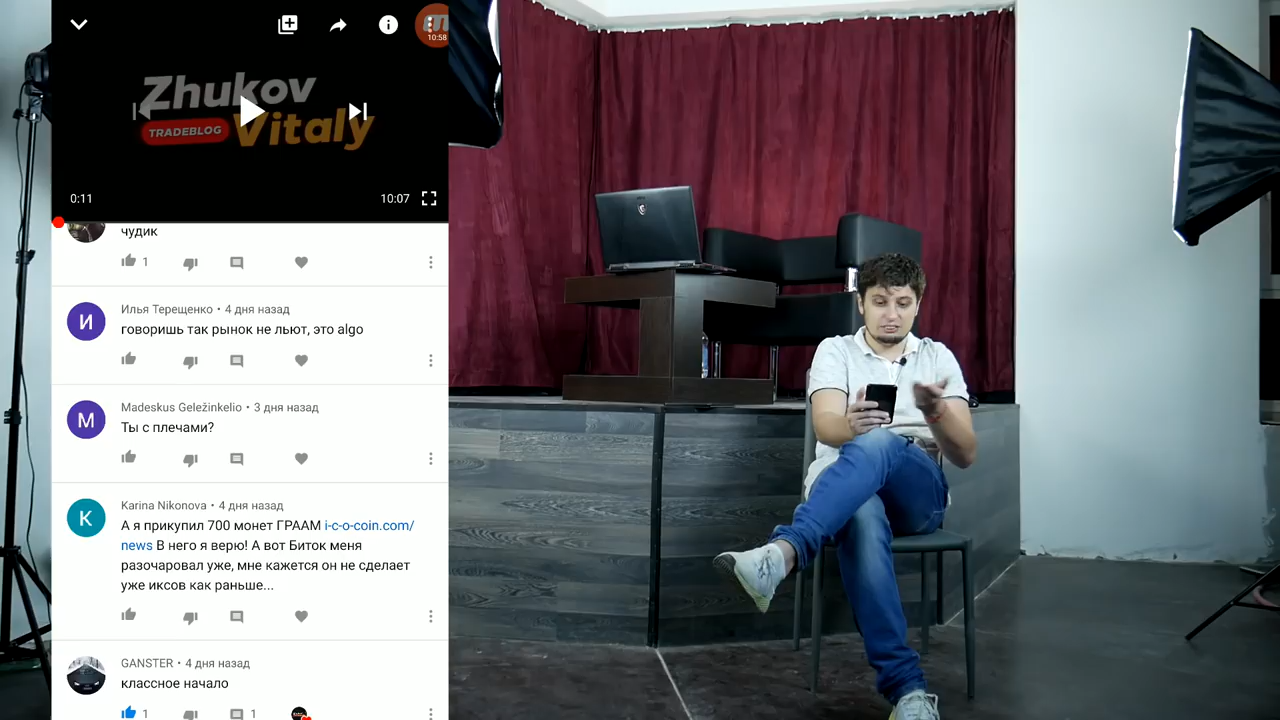 10:58
Zhukov
TRADEBLOG
Vitaly
0:11
10:07
чудик
1
Илья Терещенко • 4 дня назад
говоришь так рынок не льют, это algo
Madeskus Geležinkelio • 3 дня назад
Ты с плечами?
Karina Nikonova • 4 дня назад
А я прикупил 700 монет ГРААМ i-c-o-coin.com/
news В него я верю! А вот Биток меня
разочаровал уже, мне кажется он не сделает
уже иксов как раньше...
GANSTER • 4 дня назад
классное начало
1
1
И
M
K